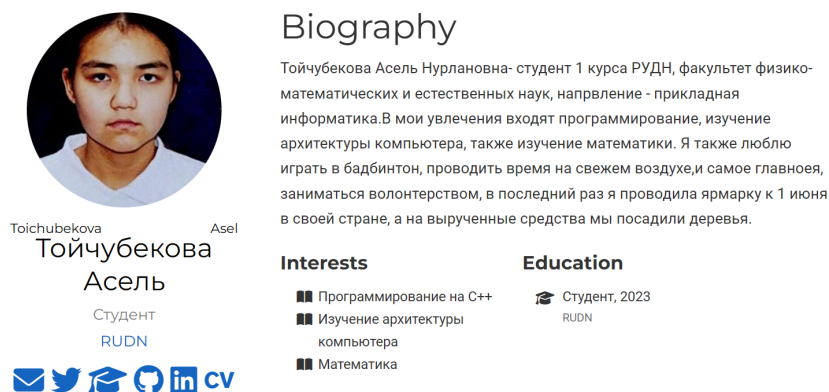 Biography
Тойчубекова Асель Нурлановна- студент 1 курса РУДН, факультет физико-
математических и естественных наук, напрвление - прикладная
информатика.В мои увлечения входят программирование, изучение
архитектуры компьютера, также изучение математики. Я также люблю
играть в бадбинтон, проводить время на свежем воздухе,и самое главноея,
заниматься волонтерством, в последний раз я проводила ярмарку к 1 июня
в своей стране, а на вырученные средства мы посадили деревья.
Toichubekova Asel
Тойчубекова
Асель
Студент
RUDN
CV
Interests
Программирование на С++
Изучение архитектуры
компьютера
Математика
Education
Студент, 2023
RUDN